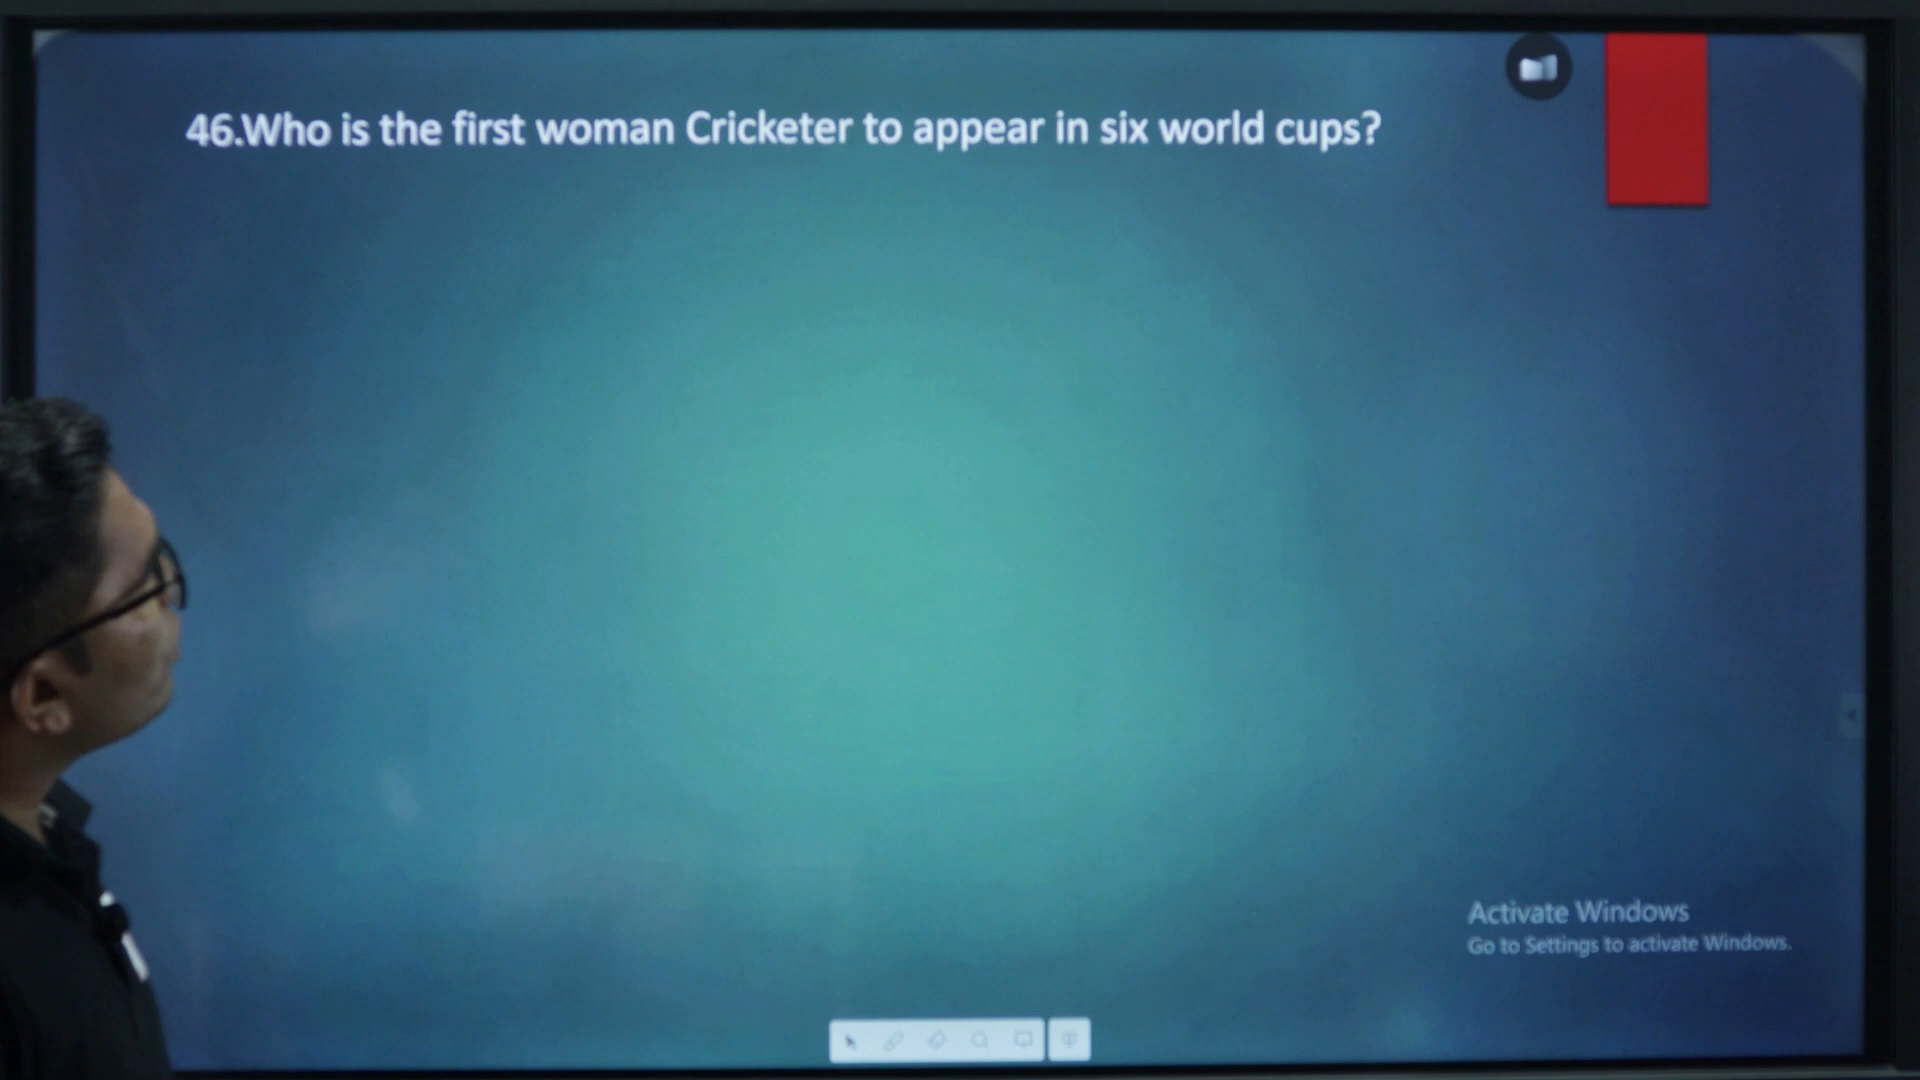 46.Who is the first woman Cricketer to appear in six world cups?
Activate Windows
Go to Settings to activate Windows.